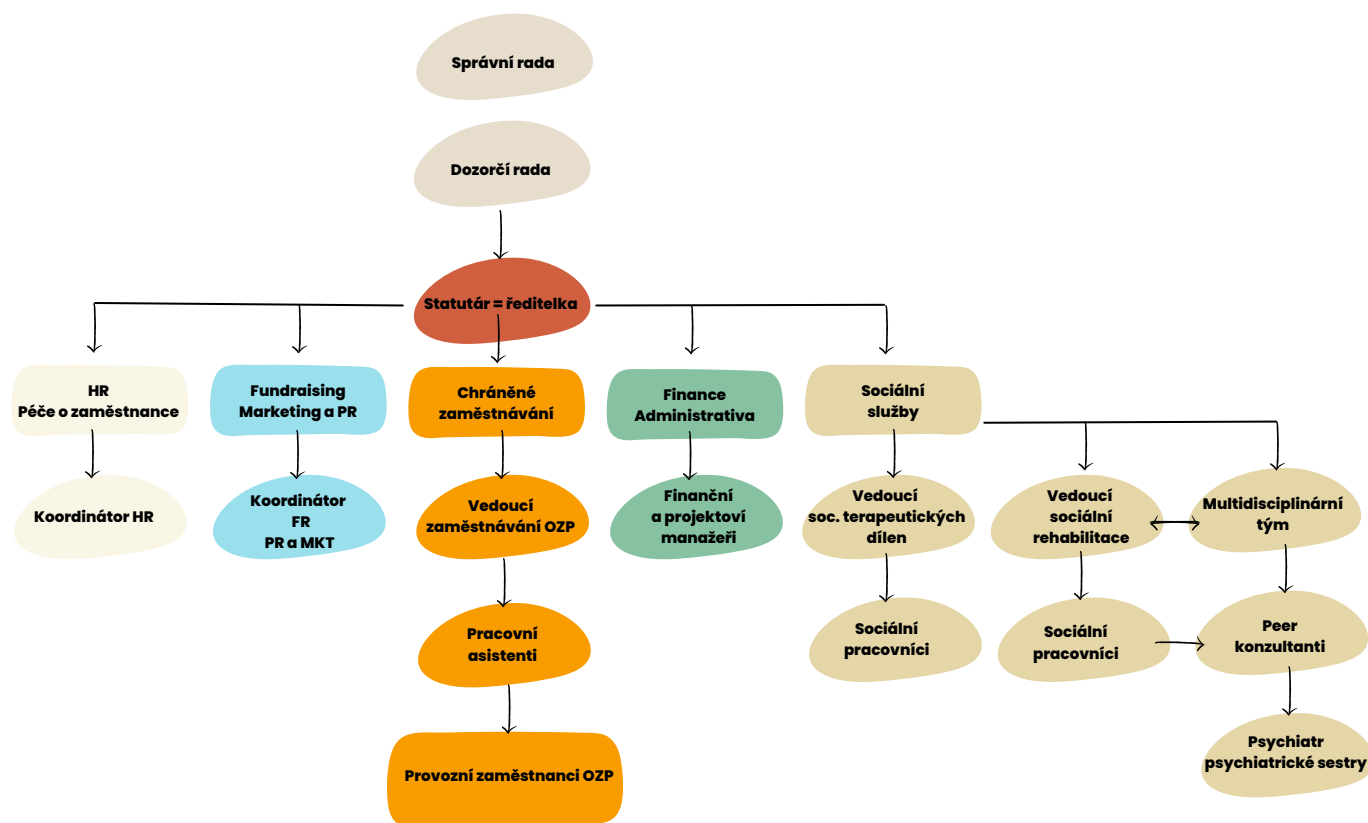 Správní rada
Dozorčí rada
Statutár = ředitelka
HR
Péče o zaměstnance
Fundraising
Marketing a PR
Chráněné
zaměstnávání
Finance
Administrativa
Sociální
služby
Koordinátor HR
Koordinátor
FR
PR a MKT
Vedoucí
zaměstnávání OZP
Finanční
a projektoví
manažeři
Vedoucí
soc. terapeutických
dílen
Vedoucí
sociální
rehabilitace
Multidisciplinární
tým
Pracovní
asistenti
Sociální
pracovníci
Sociální
pracovníci
Peer
konzultanti
Provozní zaměstnanci OZP
Psychiatr
psychiatrické sestry